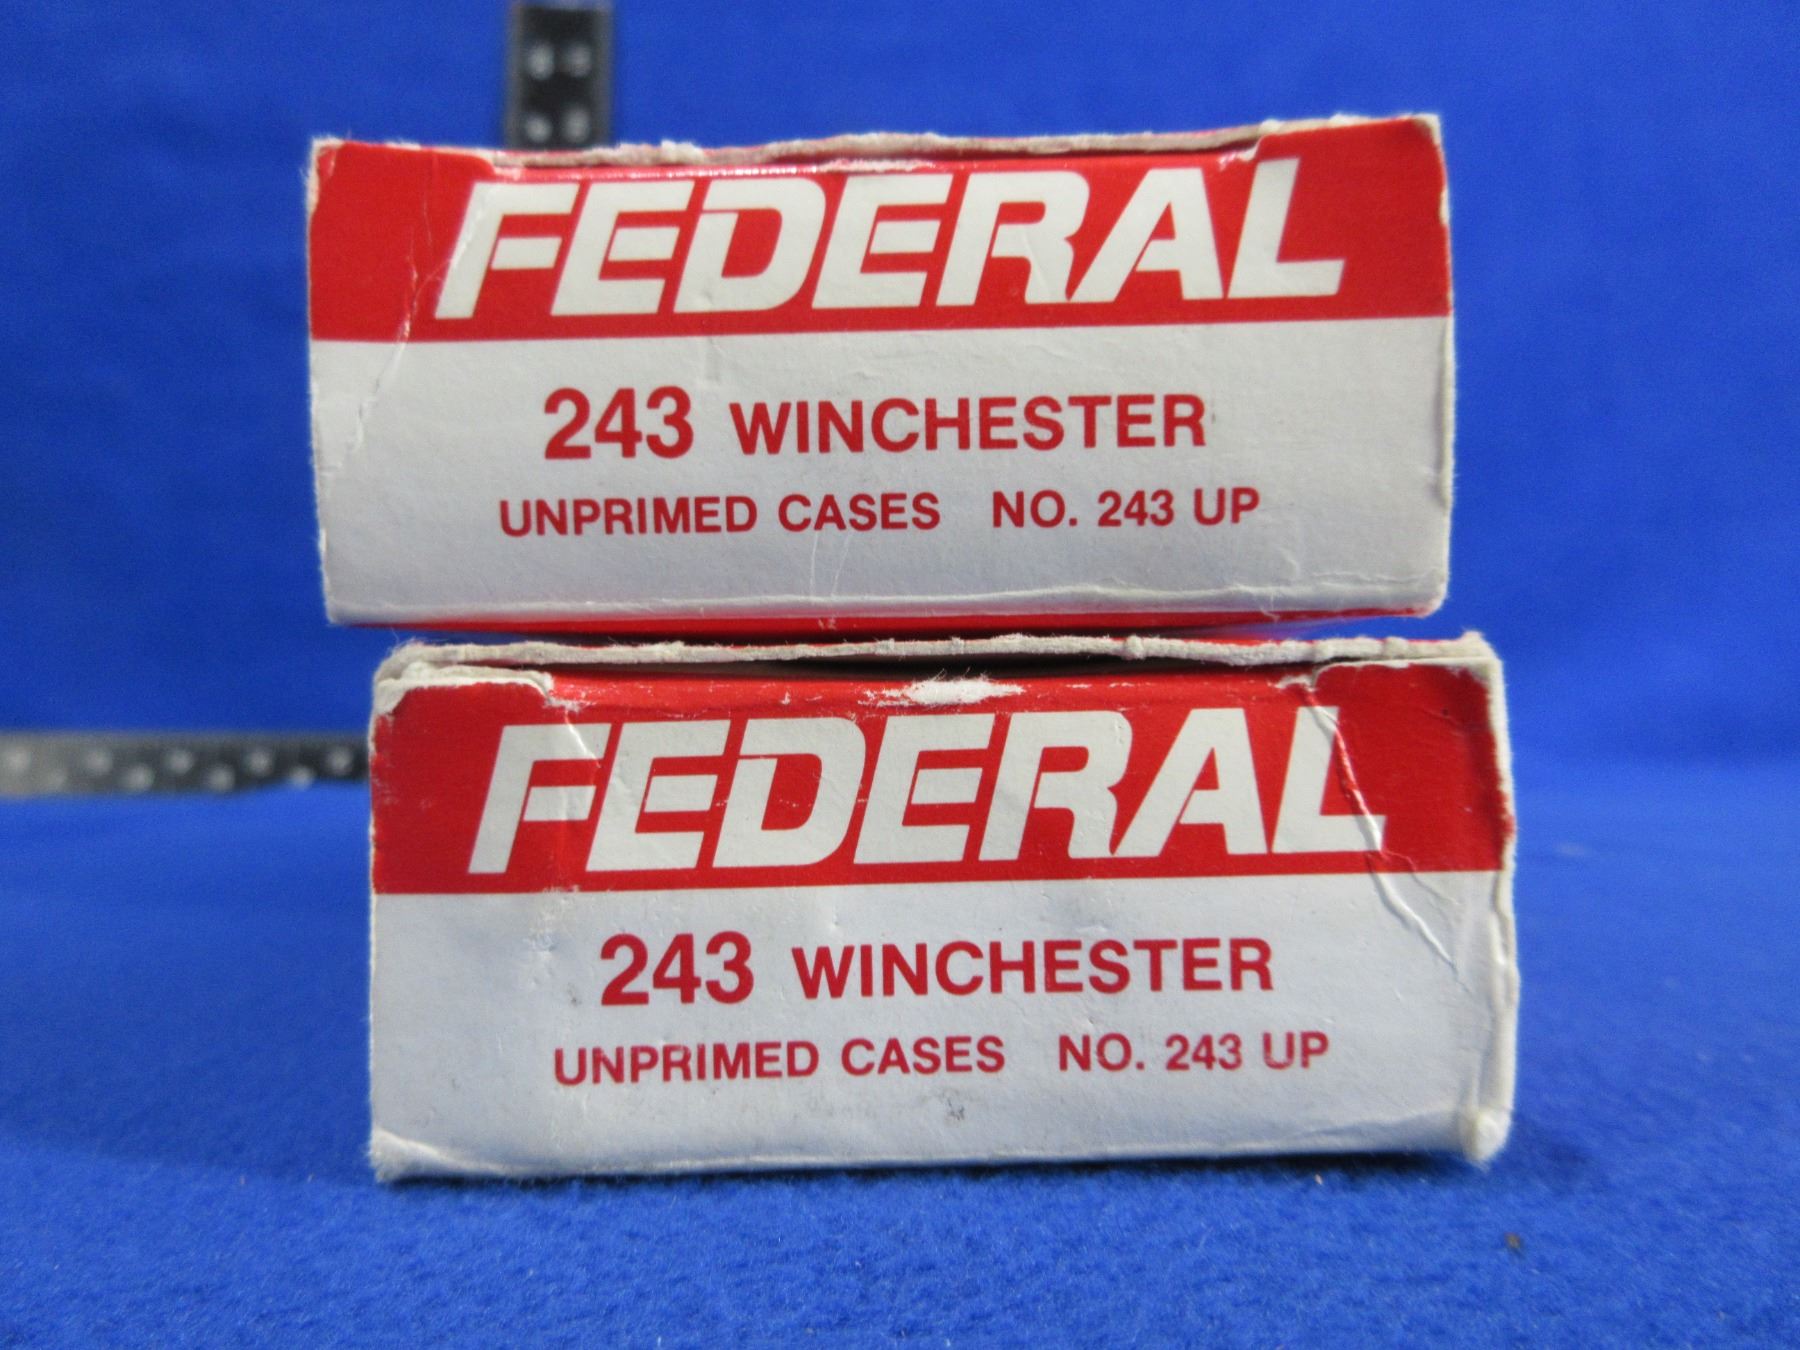 FEDERAL
243 WINCHESTER
UNPRIMED CASES NO. 243 UP
FEDERAL
243 WINCHESTER
UNPRIMED CASES NO. 243 UP